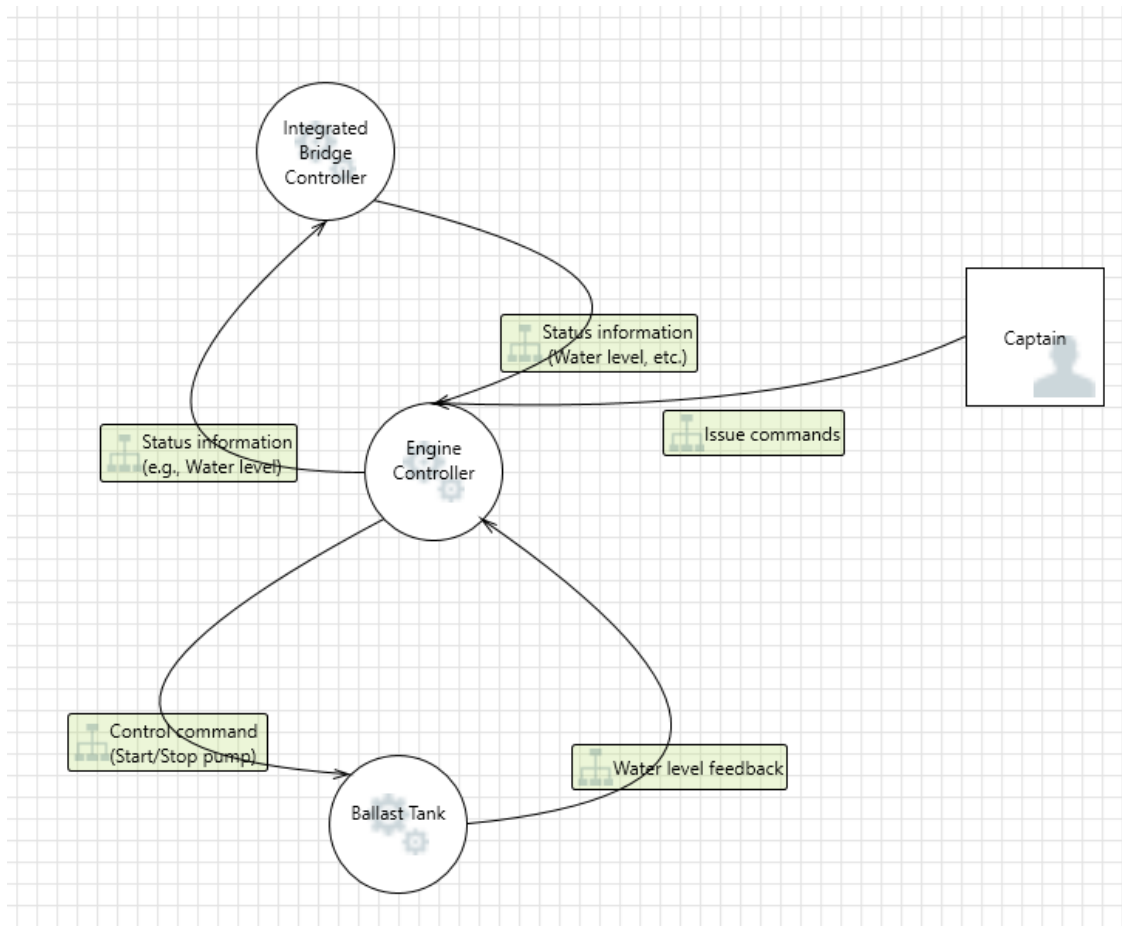 Integrated
Bridge
Controller
Status information
(Water level, etc.)
Captain
Issue commands
Status information
(e.g., Water level)
Engine
Controller
Control command
(Start/Stop pump)
Water level feedback
Ballast Tank